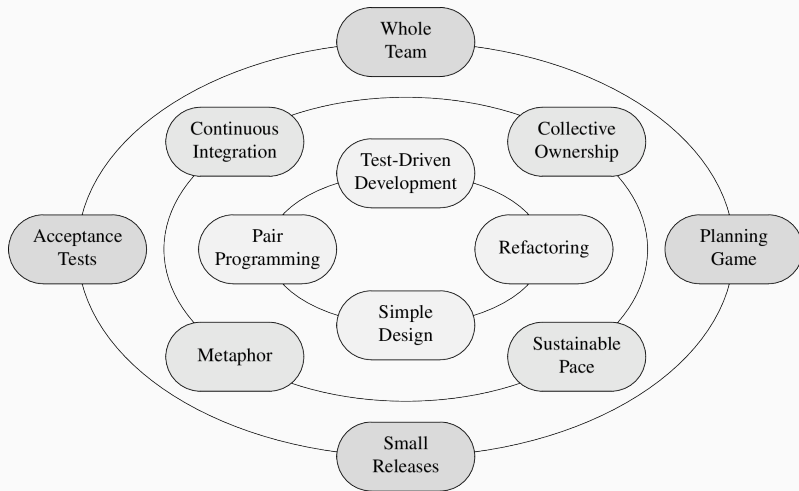 Whole
Team
Continuous
Integration
Collective
Ownership
Test-Driven
Development
Acceptance
Tests
Pair
Programming
Refactoring
Planning
Game
Simple
Design
Metaphor
Sustainable
Pace
Small
Releases